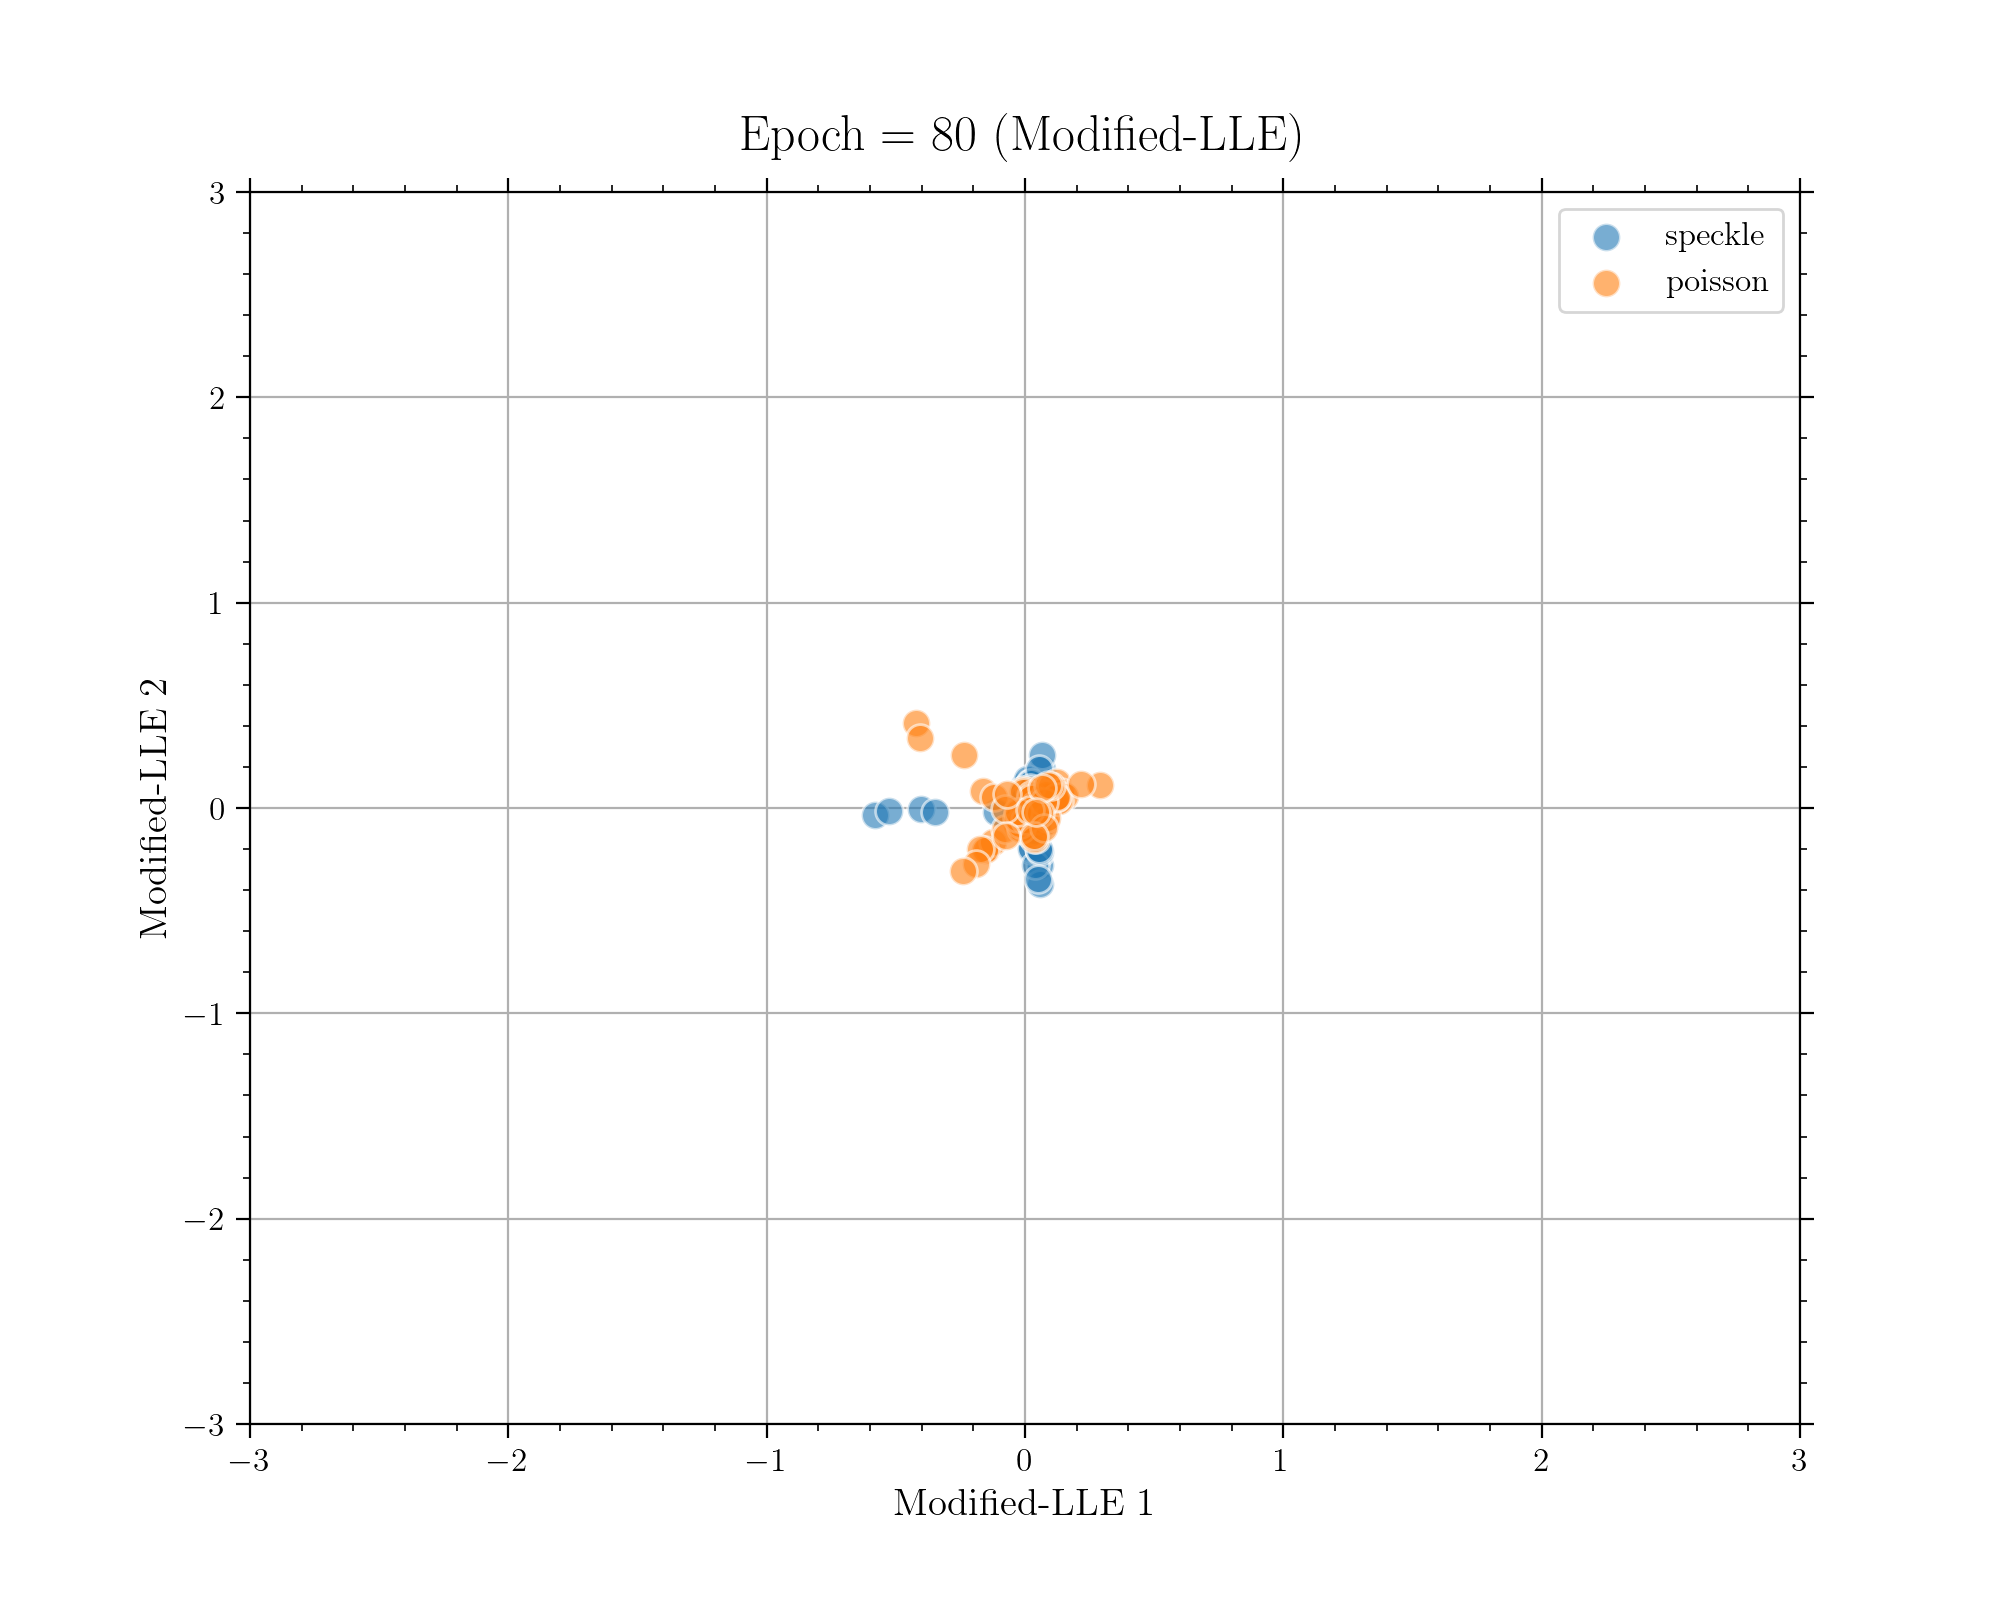 Epoch = 80 (Modified-LLE)
speckle
poisson
3
2
1
0
−1
−2
−3
−3
−2
−1
0
1
2
3
Modified-LLE 1
Modified-LLE 2